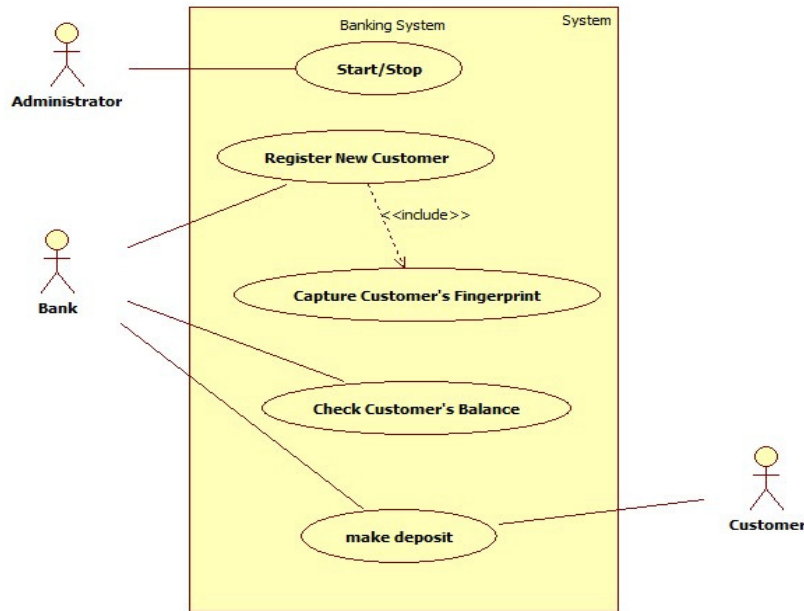 Banking System
System
Start/Stop
Administrator
Register New Customer
<<include>>
Bank
Capture Customer's Fingerprint
Check Customer's Balance
make deposit
Customer